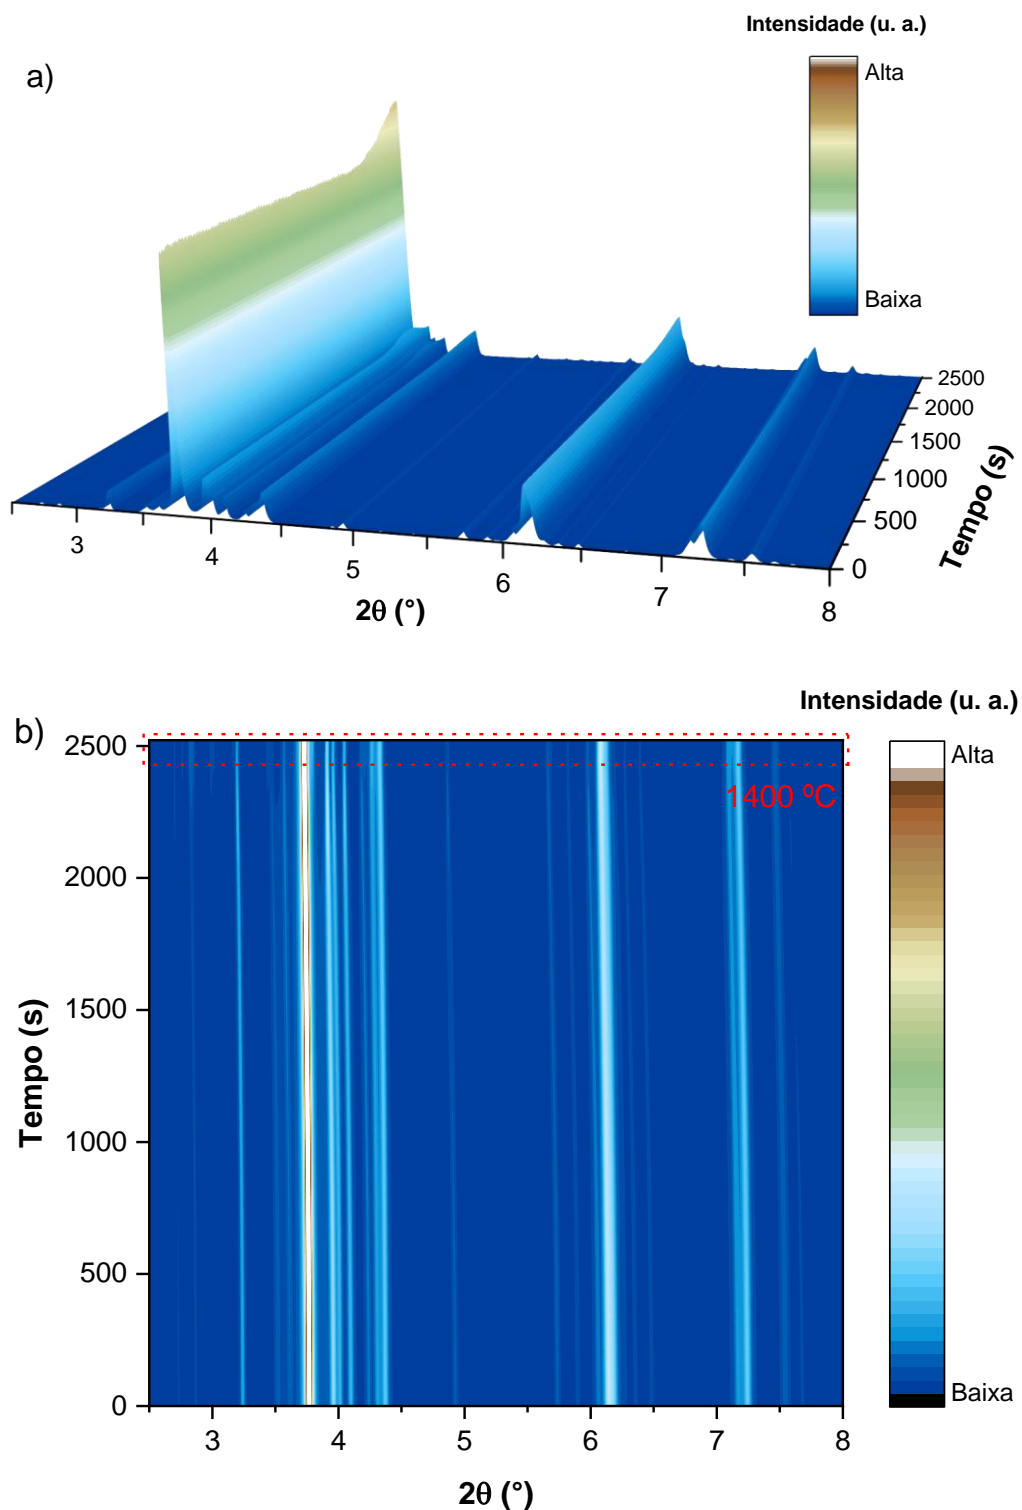 Intensidade (u. a.)
a)
Alta
Baixa
2500
2000
1500
1000
500
0
Tempo (s)
3
4
5
6
7
8
2θ (°)
Intensidade (u. a.)
b)
Alta
Baixa
1400 ºC
2500
2000
1500
1000
500
0
Tempo (s)
3
4
5
6
7
8
2θ (°)